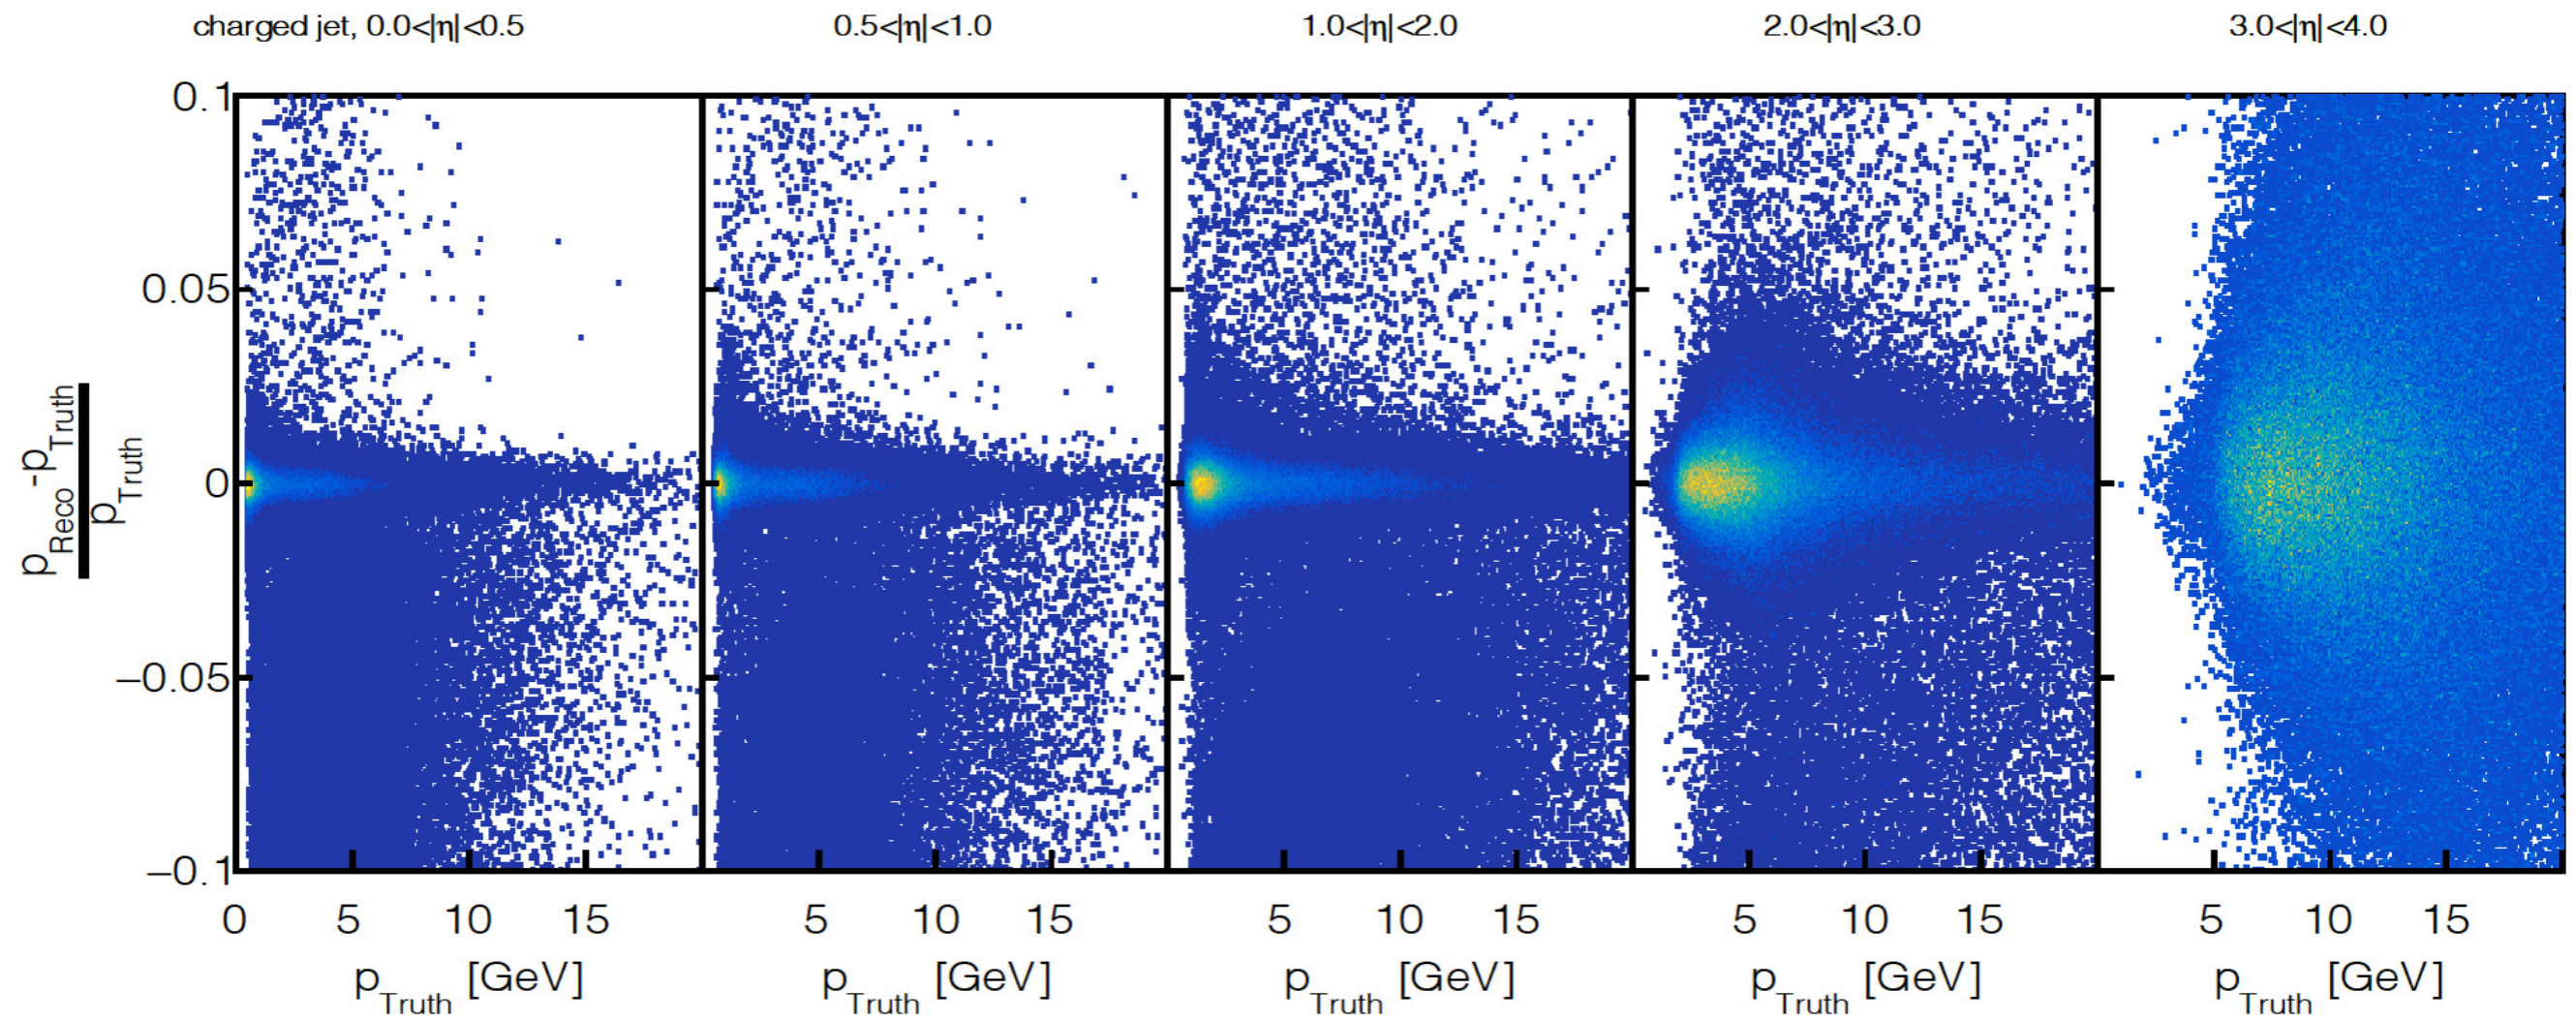 charged jet, 0.0<|η|<0.5 0.5<|η|<1.0 1.0<|η|<2.0 2.0<|η|<3.0 3.0<|η|<4.0
0.1
0.05
0
−0.05
−0.1
p_Reco -p_Truth
p_Truth
0 5 10 15 5 10 15 5 10 15 5 10 15 5 10 15
p_Truth [GeV] p_Truth [GeV] p_Truth [GeV] p_Truth [GeV] p_Truth [GeV]